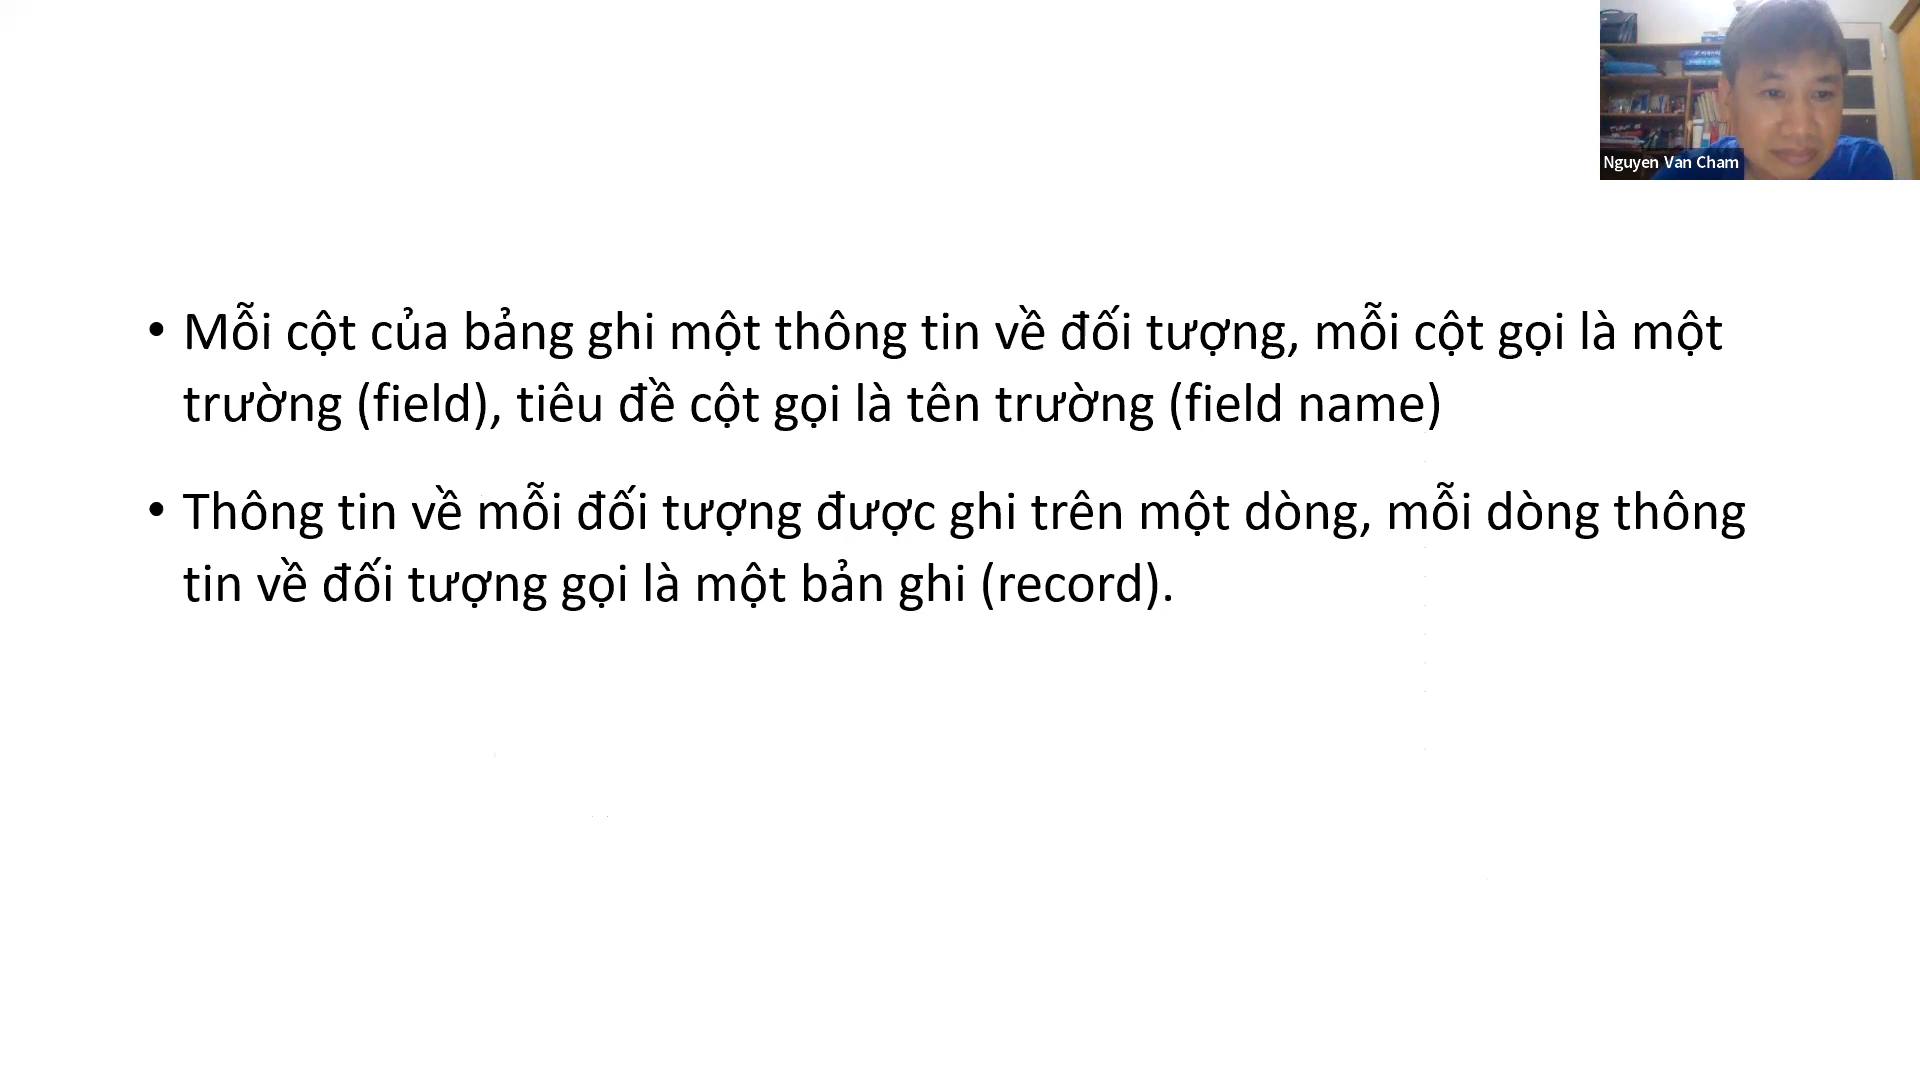 Nguyen Van Cham
• Mỗi cột của bảng ghi một thông tin về đối tượng, mỗi cột gọi là một
trường (field), tiêu đề cột gọi là tên trường (field name)
• Thông tin về mỗi đối tượng được ghi trên một dòng, mỗi dòng thông
tin về đối tượng gọi là một bản ghi (record).